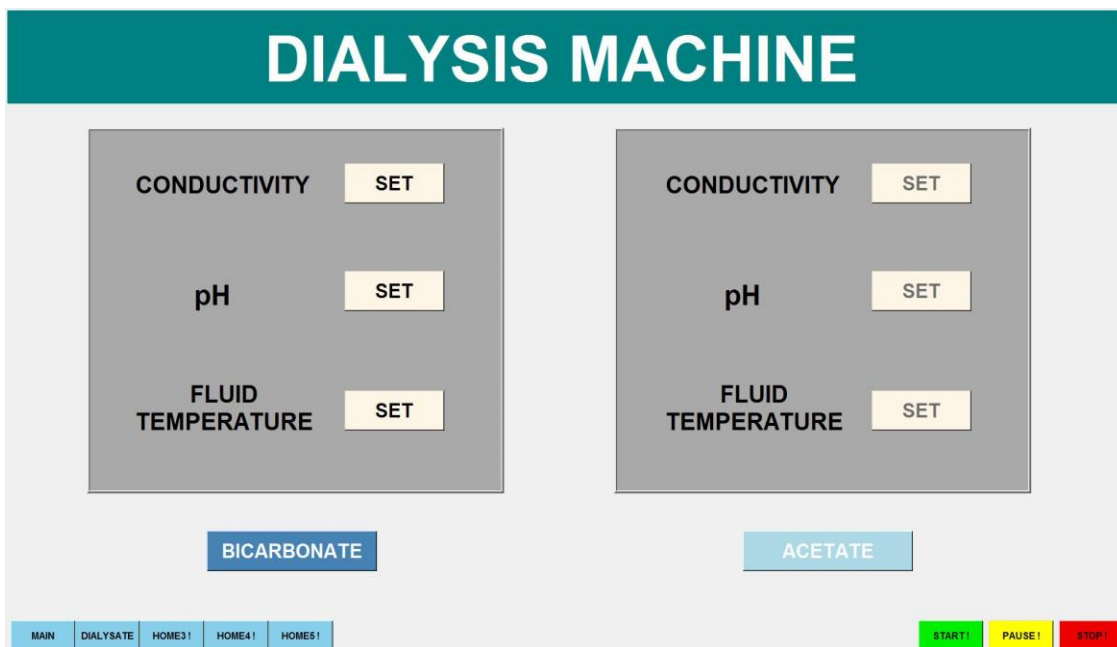 DIALYSIS MACHINE
CONDUCTIVITY SET
pH SET
FLUID
TEMPERATURE SET
BICARBONATE
CONDUCTIVITY SET
pH SET
FLUID
TEMPERATURE SET
ACETATE
MAIN DIALYSATE HOME3! HOME4! HOME5! START! PAUSE! STOP!